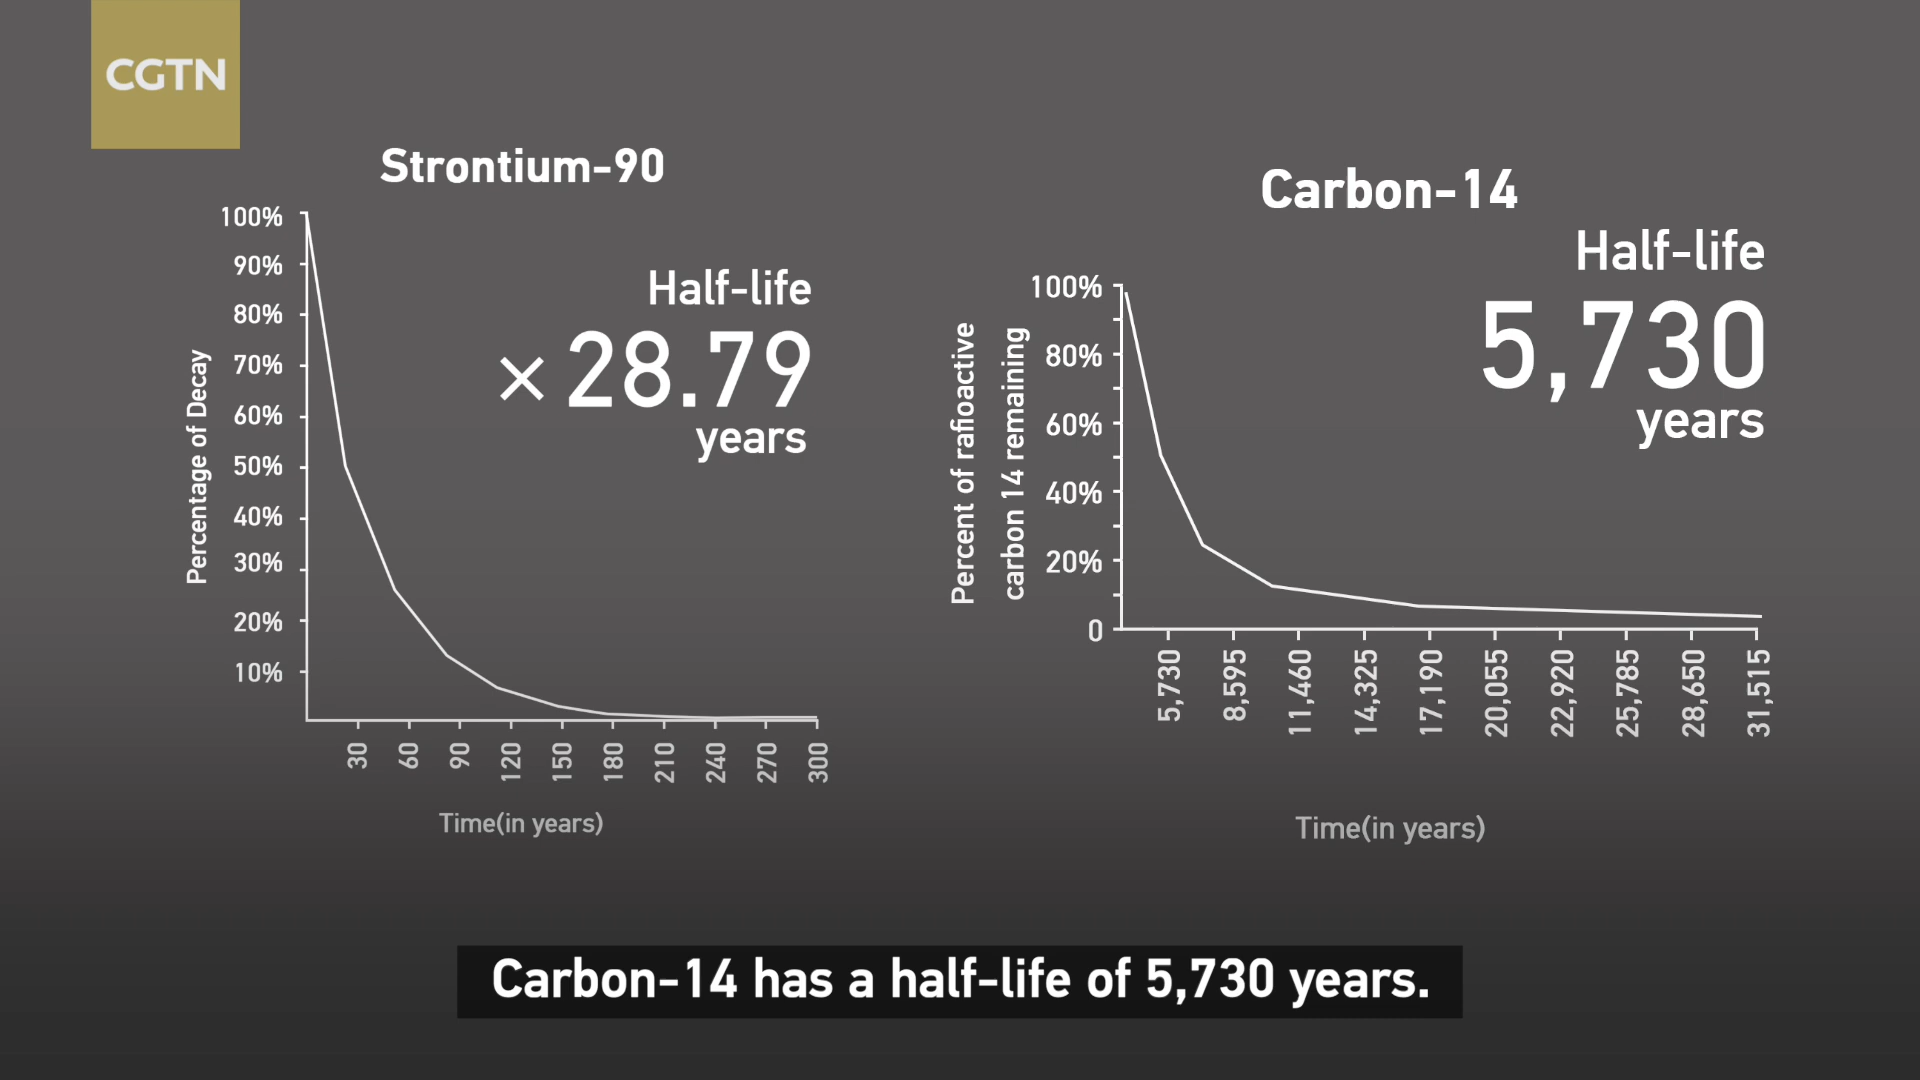 CGTN
Strontium-90
Half-life
×28.79
years
Percentage of Decay
100%
90%
80%
70%
60%
50%
40%
30%
20%
10%
30
60
90
120
150
180
210
240
270
300
Time(in years)
Carbon-14
Half-life
5,730
years
Percent of rafioactive
carbon 14 remaining
100%
80%
60%
40%
20%
0
5,730
8,595
11,460
14,325
17,190
20,055
22,920
25,785
28,650
31,515
Time(in years)
Carbon-14 has a half-life of 5,730 years.